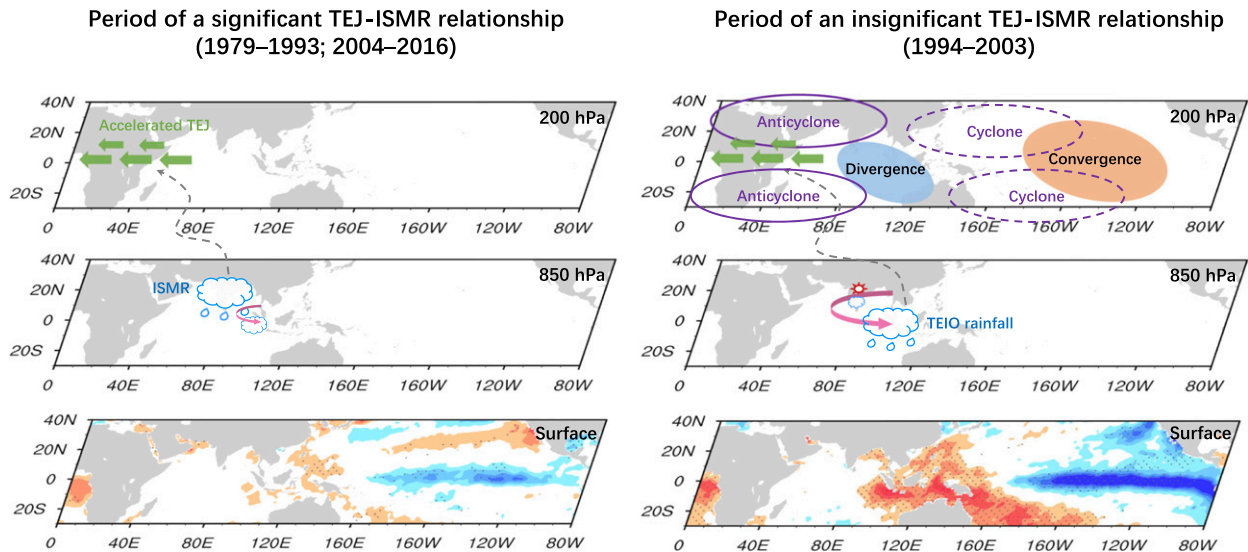 Period of a significant TEJ-ISMR relationship
(1979–1993; 2004–2016)
40N
20N
0
20S
Accelerated TEJ
200 hPa
0
40E
80E
120E
160E
160W
120W
80W
40N
20N
0
20S
ISMR
850 hPa
0
40E
80E
120E
160E
160W
120W
80W
40N
20N
0
20S
Surface
0
40E
80E
120E
160E
160W
120W
80W
Period of an insignificant TEJ-ISMR relationship
(1994–2003)
40N
20N
0
20S
Anticyclone
Cyclone
200 hPa
Divergence
Convergence
Anticyclone
Cyclone
0
40E
80E
120E
160E
160W
120W
80W
40N
20N
0
20S
850 hPa
TEIO rainfall
0
40E
80E
120E
160E
160W
120W
80W
40N
20N
0
20S
Surface
0
40E
80E
120E
160E
160W
120W
80W